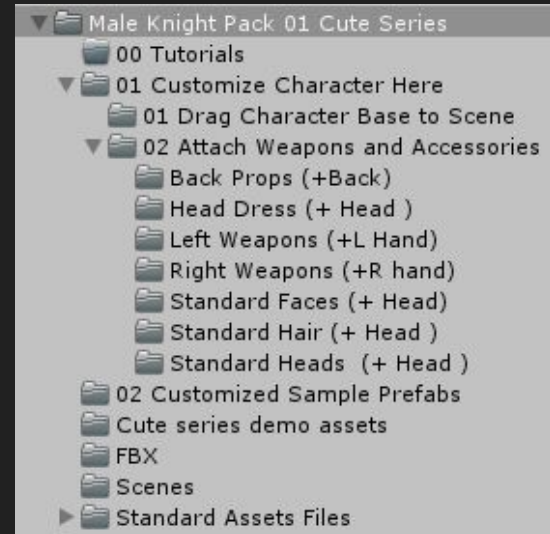 Male Knight Pack 01 Cute Series
00 Tutorials
01 Customize Character Here
01 Drag Character Base to Scene
02 Attach Weapons and Accessories
Back Props (+Back)
Head Dress (+ Head )
Left Weapons (+L Hand)
Right Weapons (+R hand)
Standard Faces (+ Head)
Standard Hair (+ Head )
Standard Heads  (+ Head )
02 Customized Sample Prefabs
Cute series demo assets
FBX
Scenes
Standard Assets Files